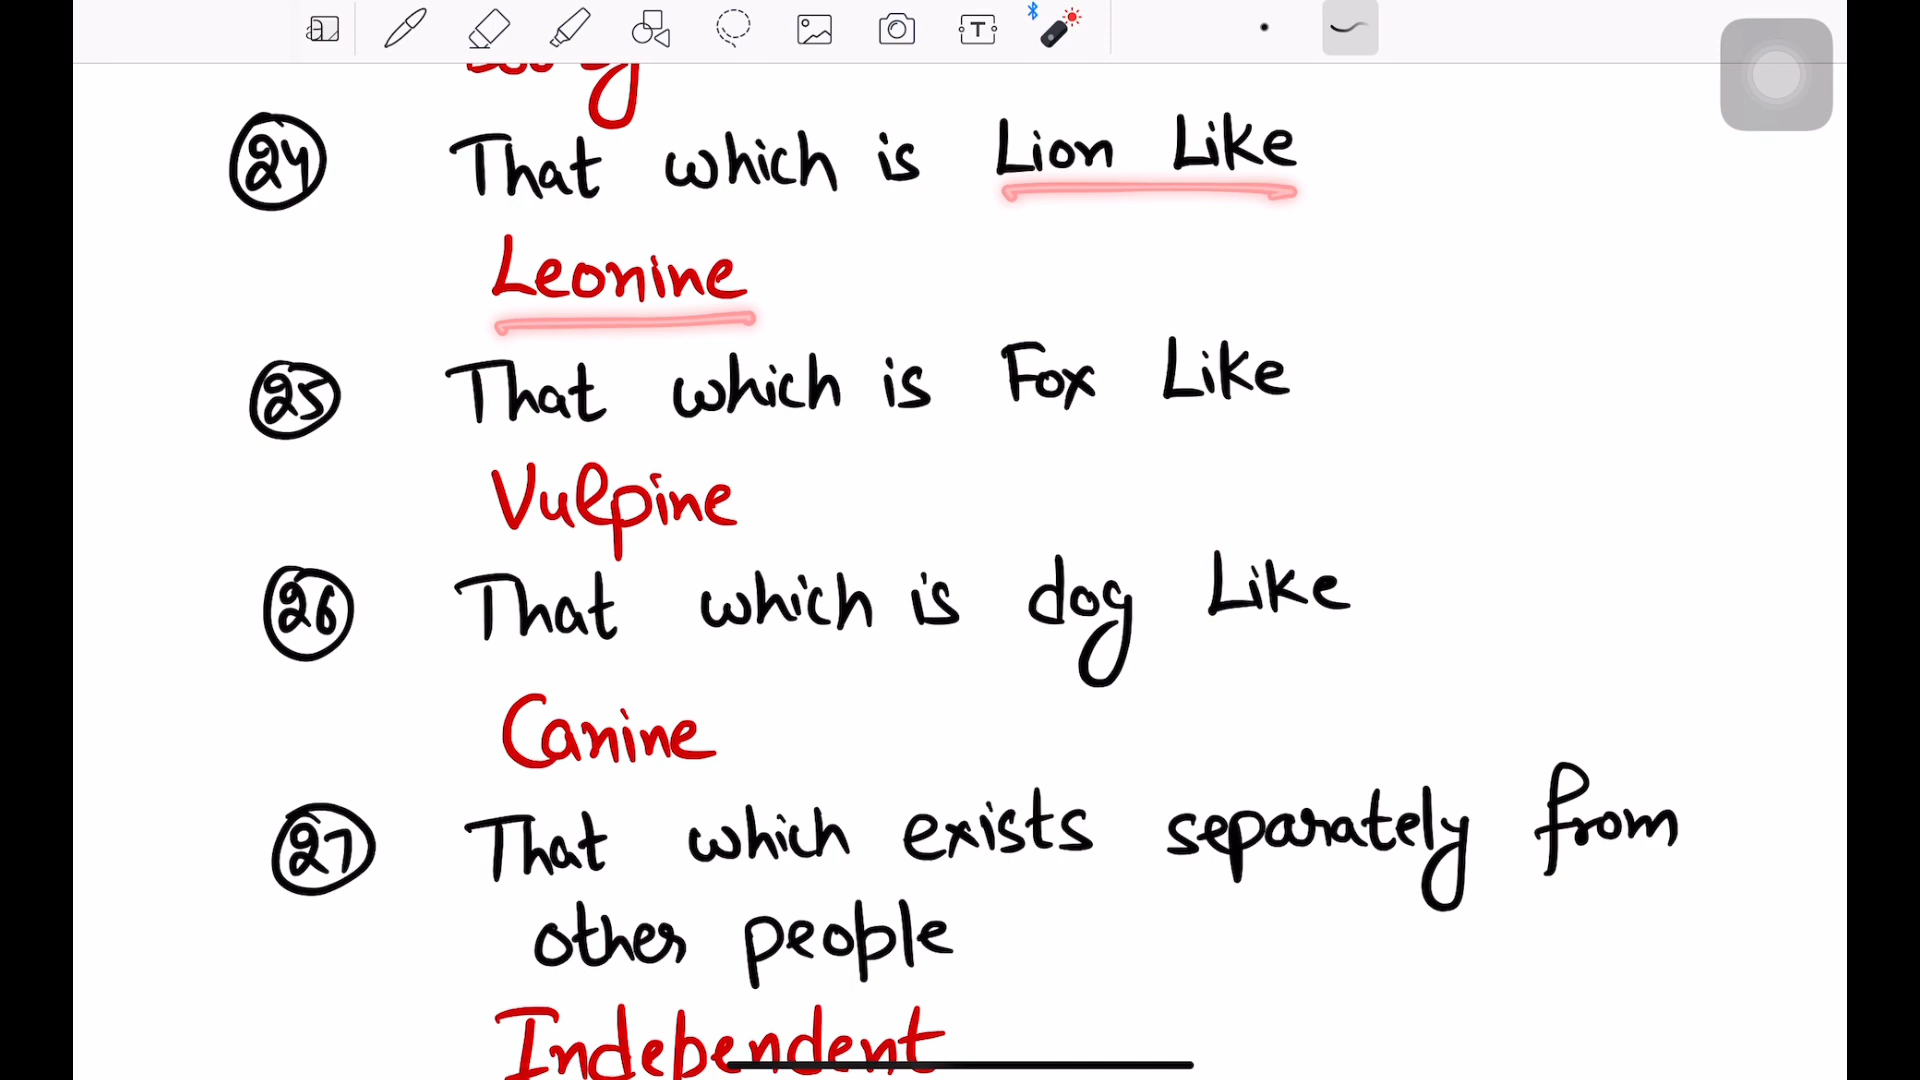 24 That which is Lion Like
Leonine
25 That which is Fox Like
Vulpine
26 That which is dog Like
Canine
27 That which exists separately from
other people
Independent